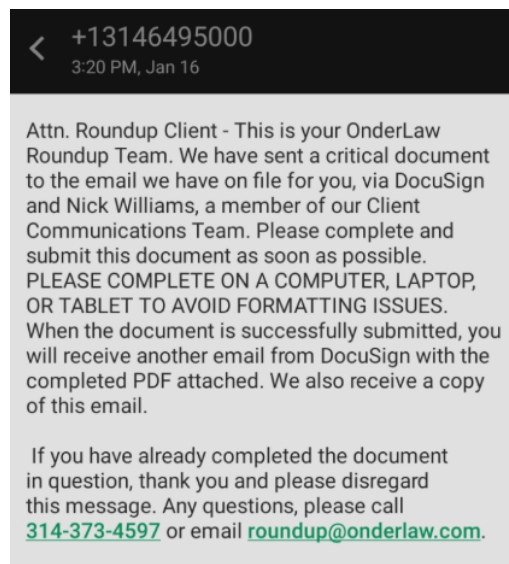 +13146495000
3:20 PM, Jan 16
Attn. Roundup Client - This is your OnderLaw
Roundup Team. We have sent a critical document
to the email we have on file for you, via DocuSign
and Nick Williams, a member of our Client
Communications Team. Please complete and
submit this document as soon as possible.
PLEASE COMPLETE ON A COMPUTER, LAPTOP,
OR TABLET TO AVOID FORMATTING ISSUES.
When the document is successfully submitted, you
will receive another email from DocuSign with the
completed PDF attached. We also receive a copy
of this email.
If you have already completed the document
in question, thank you and please disregard
this message. Any questions, please call
314-373-4597 or email roundup@onderlaw.com.